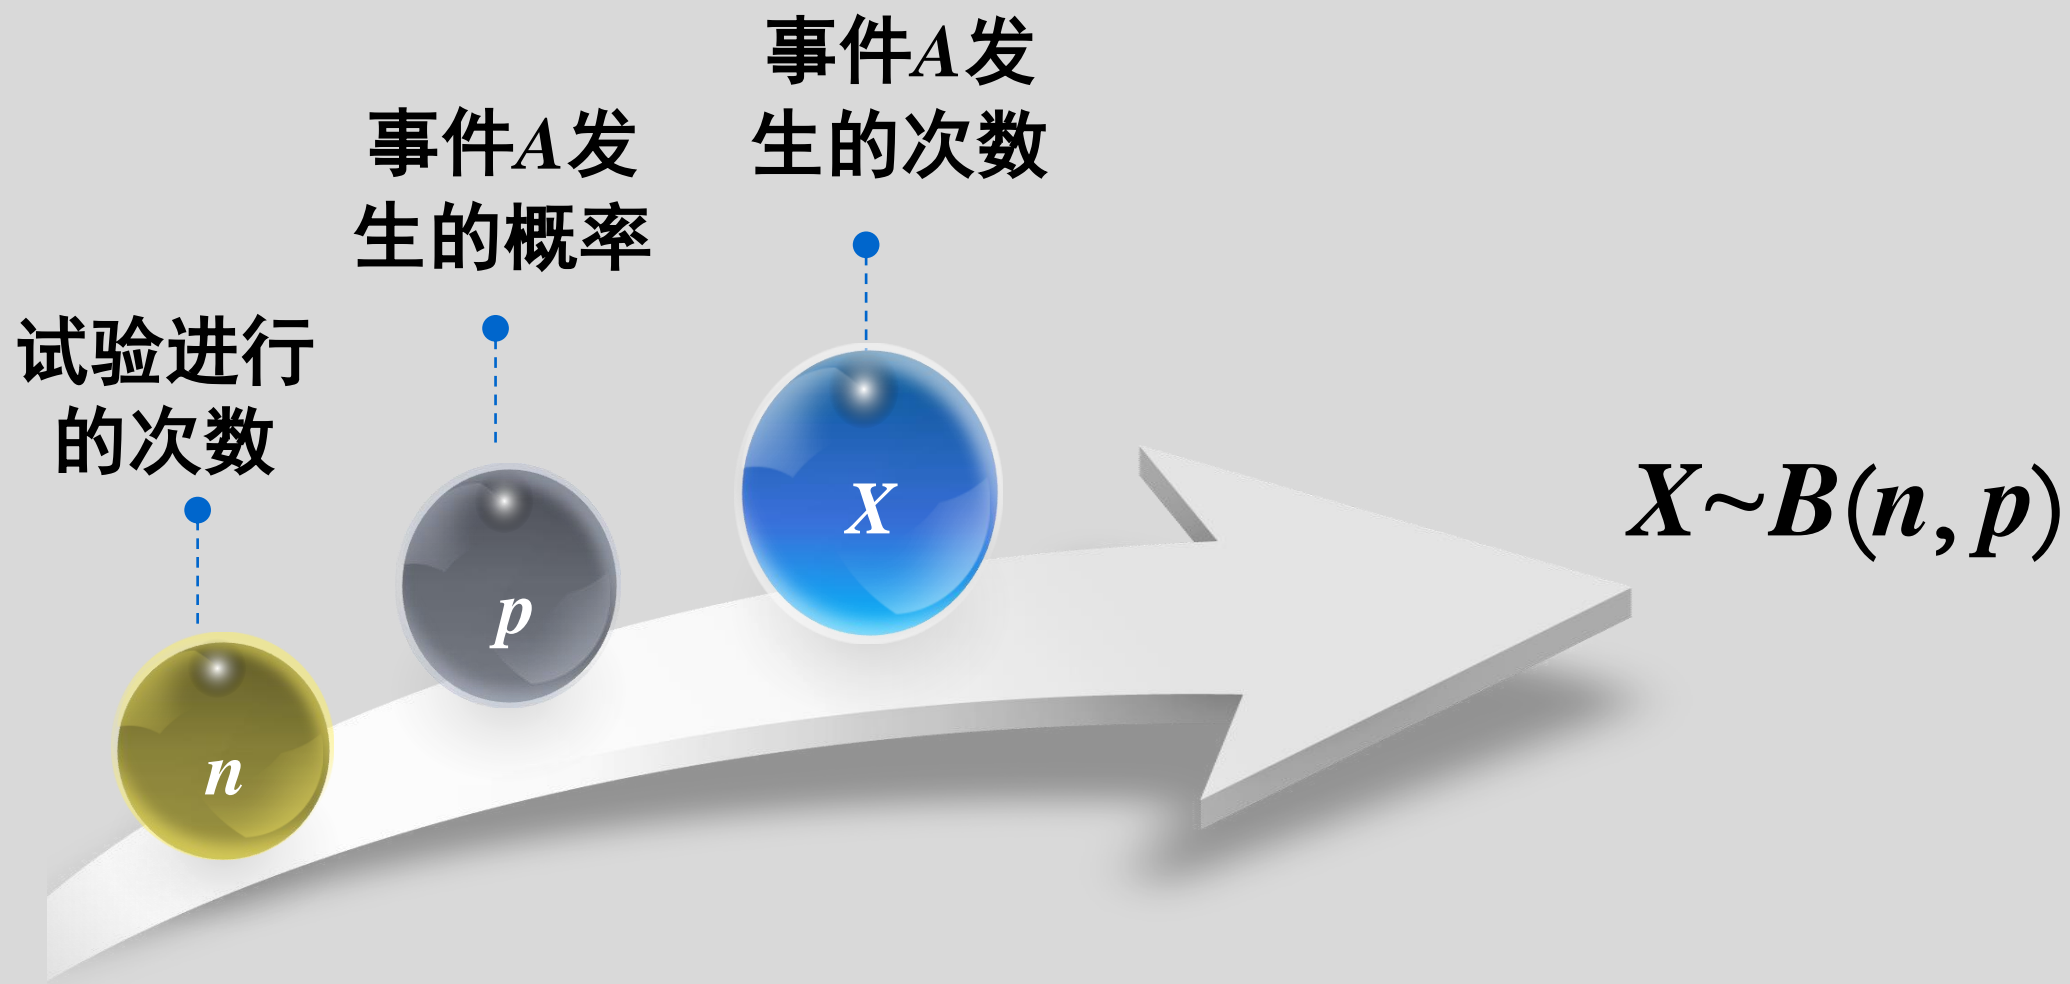 试验进行
的次数
n
事件A发
生的概率
p
事件A发
生的次数
X
X~B(n,p)